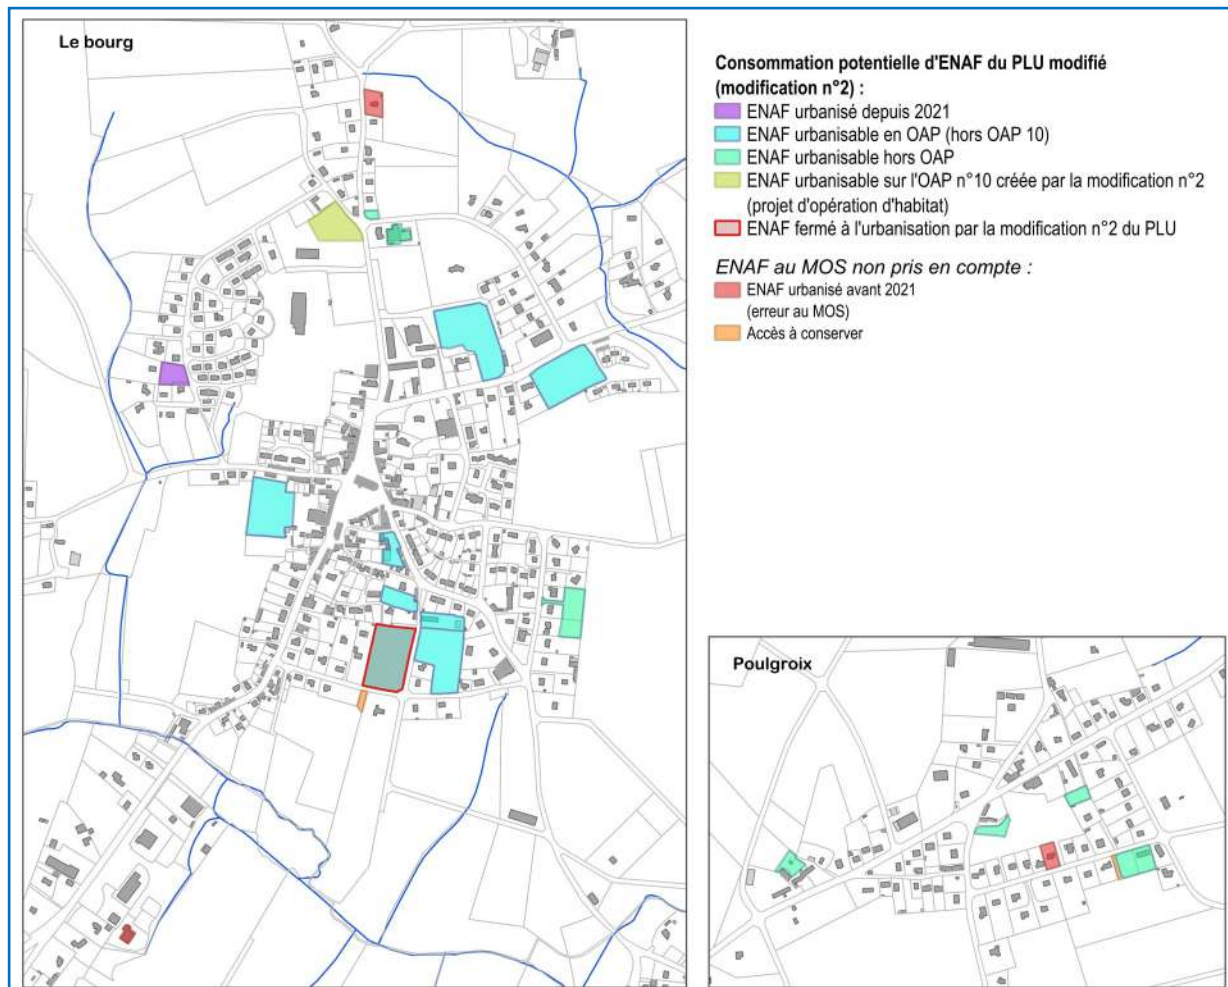 Le bourg
Consommation potentielle d'ENAF du PLU modifié
(modification n°2) :
ENAF urbanisé depuis 2021
ENAF urbanisable en OAP (hors OAP 10)
ENAF urbanisable hors OAP
ENAF urbanisable sur l'OAP n°10 créée par la modification n°2
(projet d'opération d'habitat)
ENAF fermé à l'urbanisation par la modification n°2 du PLU
ENAF au MOS non pris en compte :
ENAF urbanisé avant 2021
(erreur au MOS)
Accès à conserver
Poulgroix